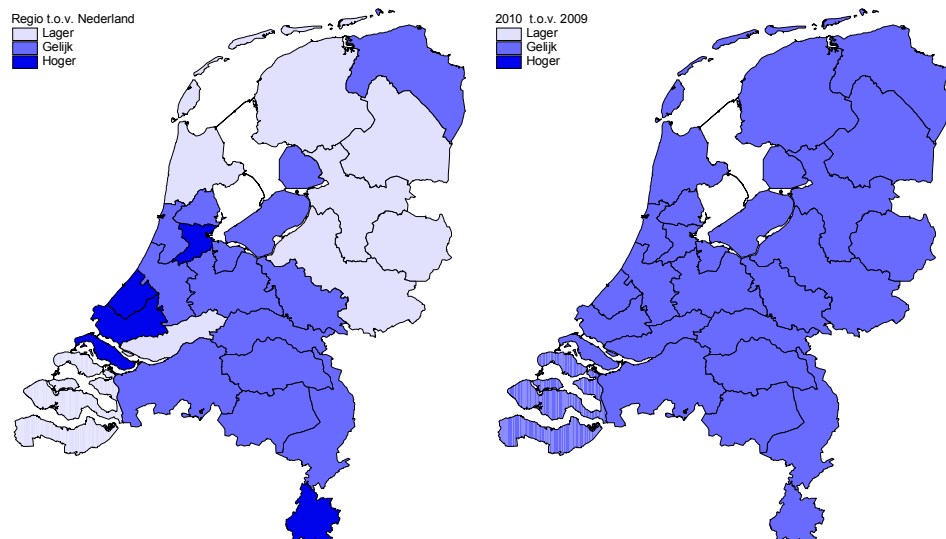 Regio t.o.v. Nederland
Lager
Gelijk
Hoger
2010 t.o.v. 2009
Lager
Gelijk
Hoger